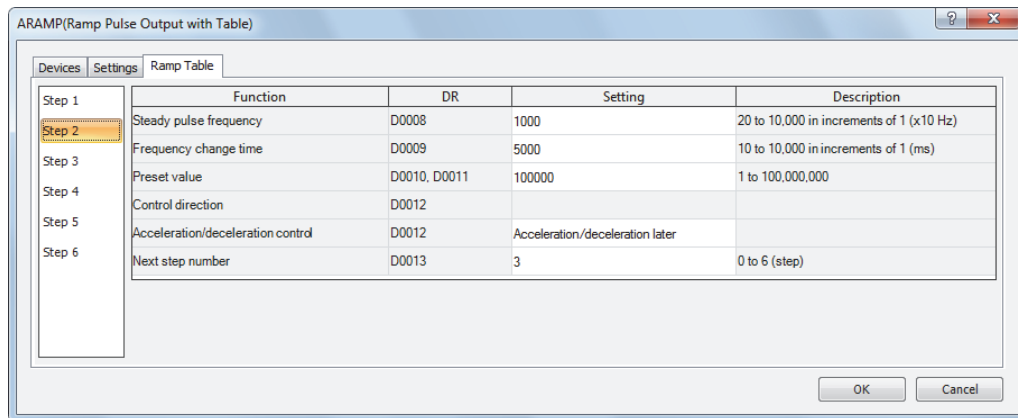 ARAMP(Ramp Pulse Output with Table)
?
Devices Settings Ramp Table
Step 1
Step 2
Step 3
Step 4
Step 5
Step 6
Function DR Setting Description
Steady pulse frequency D0008 1000 20 to 10,000 in increments of 1 (x10 Hz)
Frequency change time D0009 5000 10 to 10,000 in increments of 1 (ms)
Preset value D0010, D0011 100000 1 to 100,000,000
Control direction D0012
Acceleration/deceleration control D0012 Acceleration/deceleration later
Next step number D0013 3 0 to 6 (step)
OK Cancel